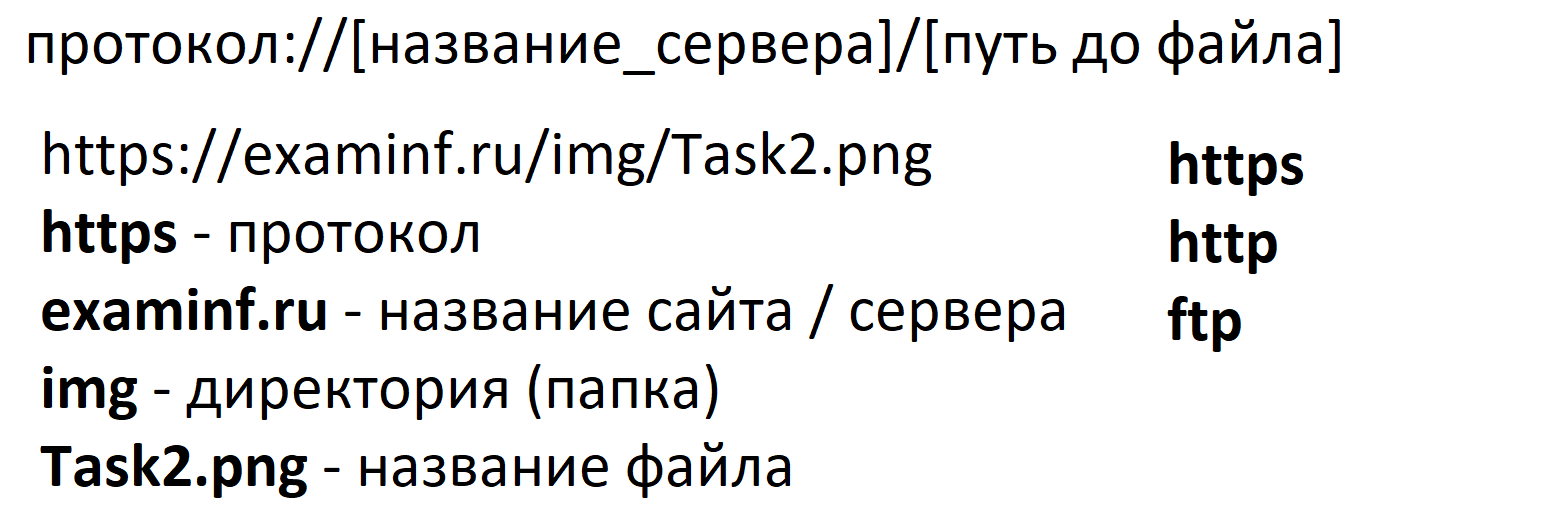 протокол://[название_сервера]/[путь до файла]
https://examinf.ru/img/Task2.png
https - протокол
examinf.ru - название сайта / сервера
img - директория (папка)
Task2.png - название файла
https
http
ftp